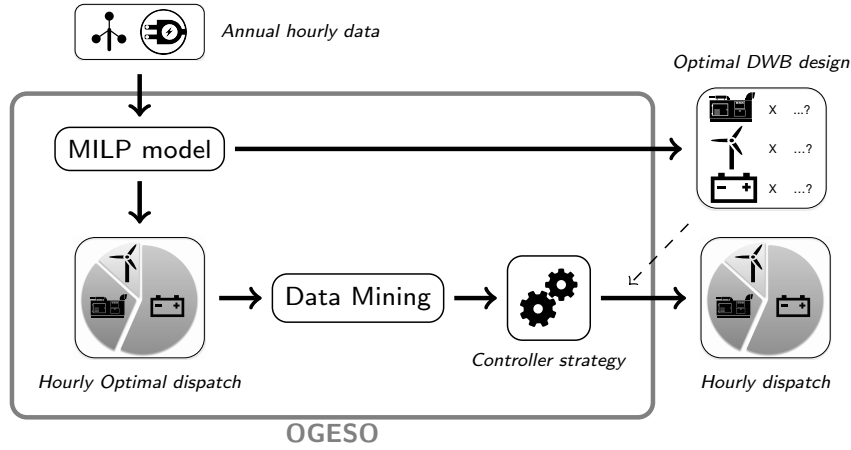 Annual hourly data
Optimal DWB design
X ...?
MILP model
X ...?
X ...?
Data Mining
Controller strategy
Hourly Optimal dispatch
Hourly dispatch
OGESO